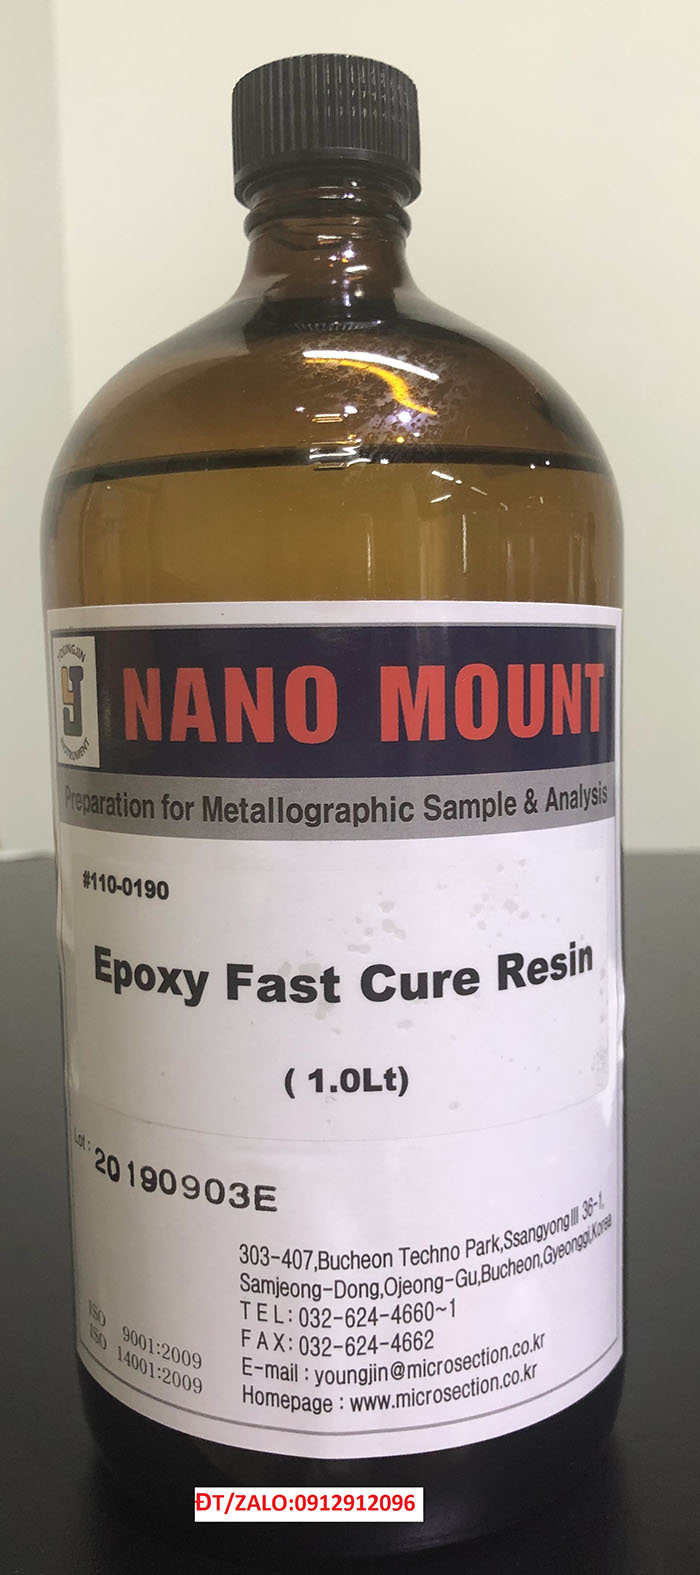 YOUNGJIN
INSTRUMENT
NANO MOUNT
Preparation for Metallographic Sample & Analysis
#110-0190
Epoxy Fast Cure Resin
( 1.0Lt)
Lot : 20190903E
303-407,Bucheon Techno Park,SsangyongⅢ 36-1,
Samjeong-Dong,Ojeong-Gu,Bucheon,Gyeonggi,Korea
TEL: 032-624-4660~1
FAX: 032-624-4662
E-mail : youngjin@microsection.co.kr
Homepage : www.microsection.co.kr
ISO 9001:2009
ISO 14001:2009
ĐT/ZALO:0912912096